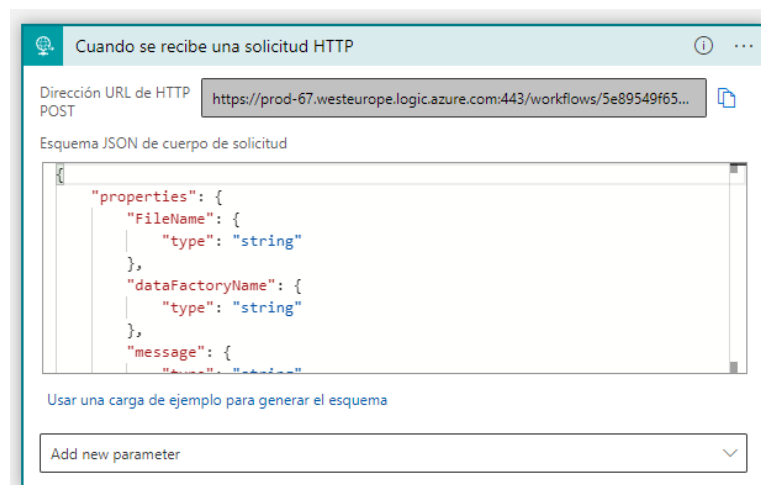 Cuando se recibe una solicitud HTTP
Dirección URL de HTTP POST
https://prod-67.westeurope.logic.azure.com:443/workflows/5e89549f65...
Esquema JSON de cuerpo de solicitud
{
"properties": {
"FileName": {
"type": "string"
},
"dataFactoryName": {
"type": "string"
},
"message": {
"type": "string"
Usar una carga de ejemplo para generar el esquema
Add new parameter